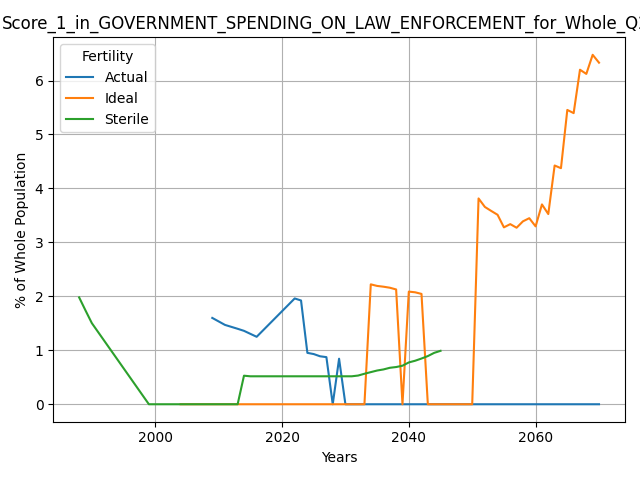 Score_1_in_GOVERNMENT_SPENDING_ON_LAW_ENFORCEMENT_for_Whole_Q
Fertility
Actual
Ideal
Sterile
% of Whole Population
6
5
4
3
2
1
0
2000
2020
2040
2060
Years